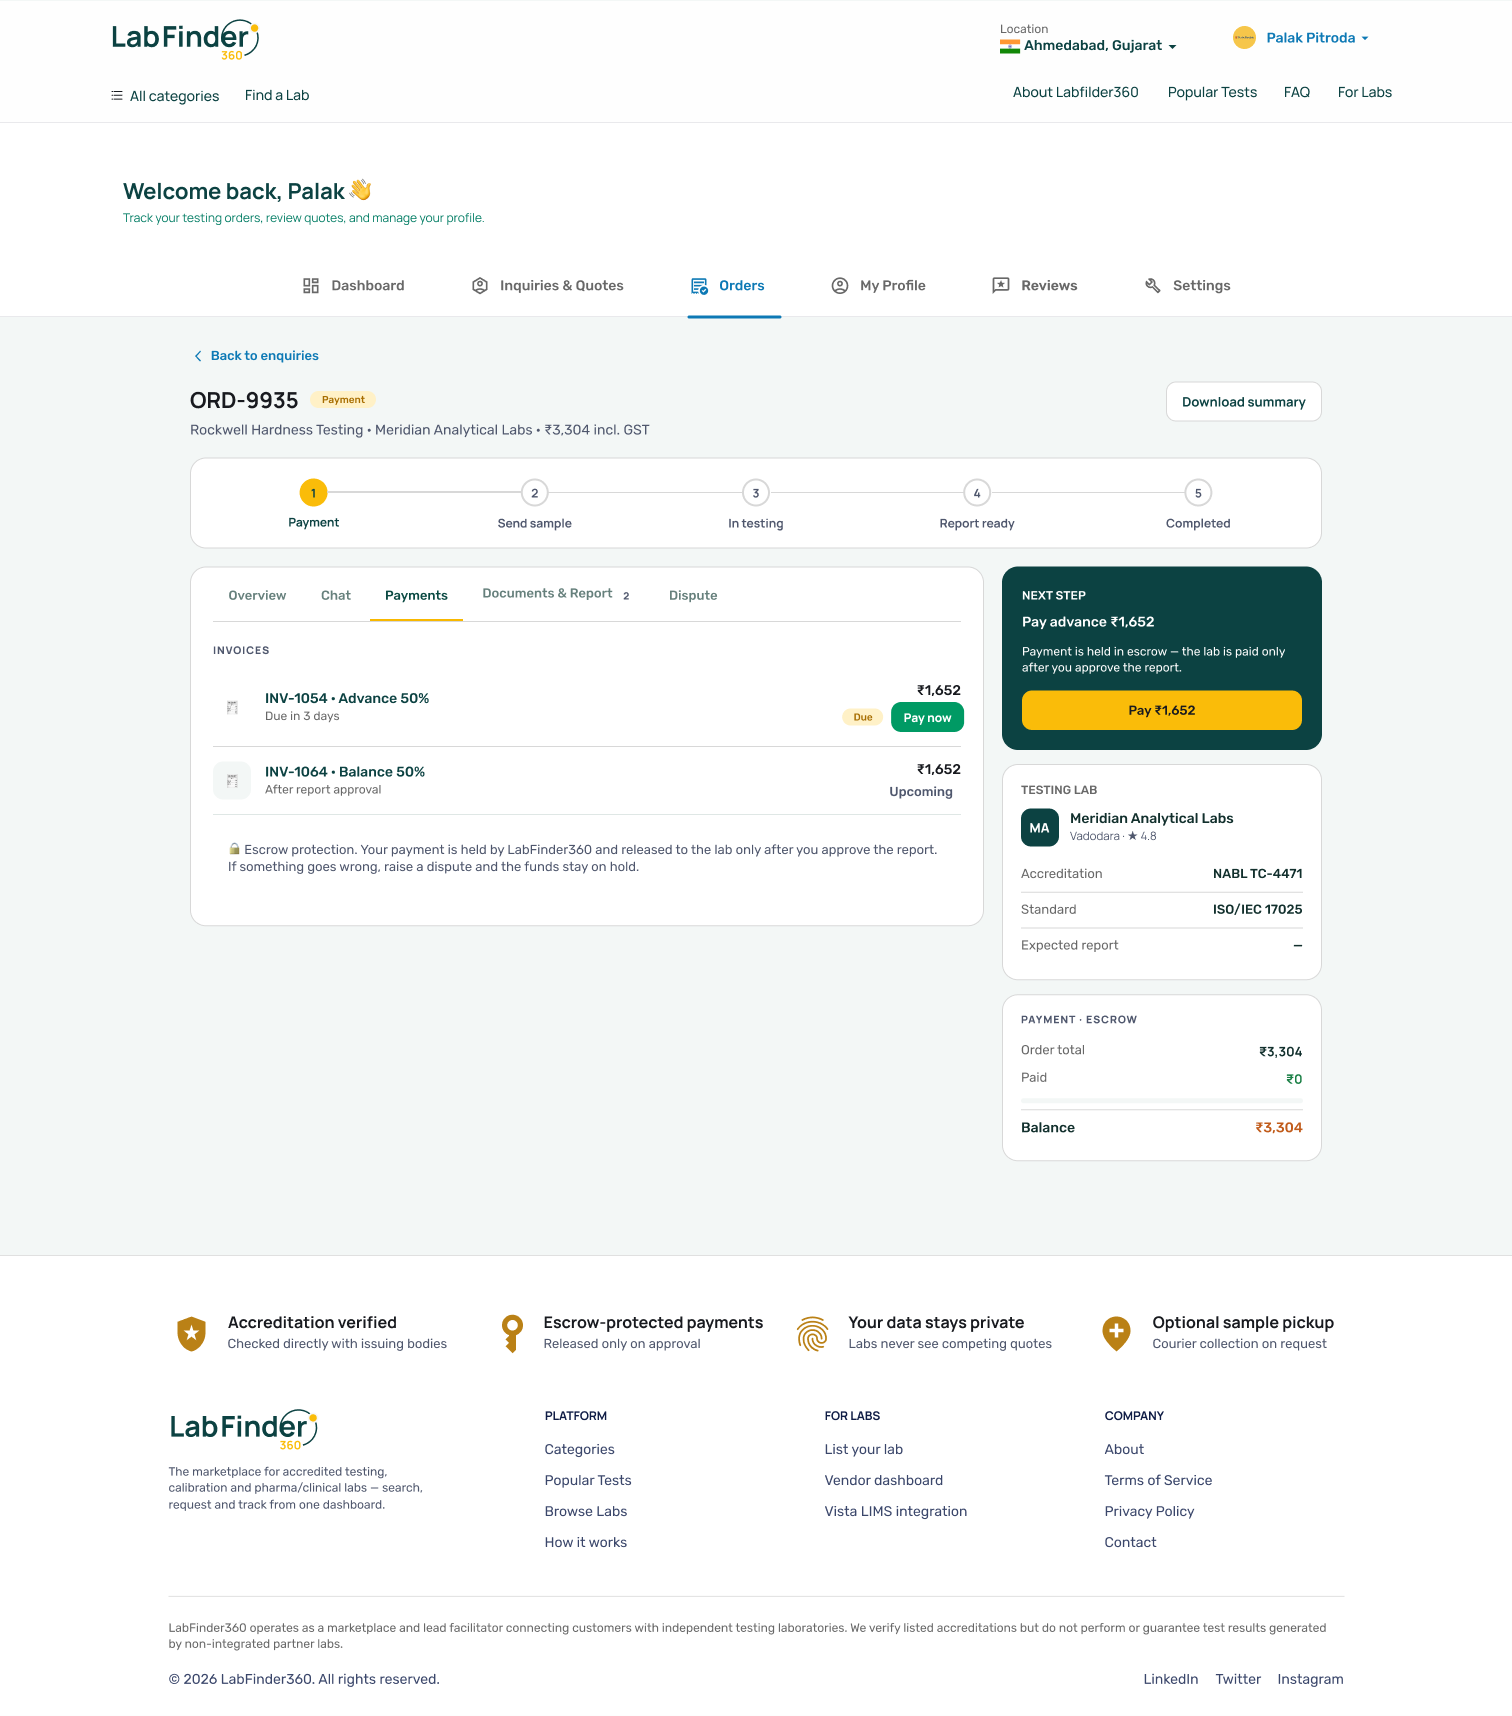 LabFinder
360
Location
Ahmedabad, Gujarat
Palak Pitroda
All categories
Find a Lab
About Labfilder360
Popular Tests
FAQ
For Labs
Welcome back, Palak 👋
Track your testing orders, review quotes, and manage your profile.
Dashboard
Inquiries & Quotes
Orders
My Profile
Reviews
Settings
Back to enquiries
ORD-9935
Payment
Download summary
Rockwell Hardness Testing • Meridian Analytical Labs • ₹3,304 incl. GST
1
2
3
4
5
Payment
Send sample
In testing
Report ready
Completed
Overview
Chat
Payments
Documents & Report 2
Dispute
INVOICES
INV-1054 • Advance 50%
Due in 3 days
₹1,652
Due
Pay now
INV-1064 • Balance 50%
After report approval
₹1,652
Upcoming
🔒 Escrow protection. Your payment is held by LabFinder360 and released to the lab only after you approve the report.
If something goes wrong, raise a dispute and the funds stay on hold.
NEXT STEP
Pay advance ₹1,652
Payment is held in escrow — the lab is paid only
after you approve the report.
Pay ₹1,652
TESTING LAB
MA
Meridian Analytical Labs
Vadodara · ★ 4.8
Accreditation
NABL TC-4471
Standard
ISO/IEC 17025
Expected report
—
PAYMENT · ESCROW
Order total
₹3,304
Paid
₹0
Balance
₹3,304
Accreditation verified
Checked directly with issuing bodies
Escrow-protected payments
Released only on approval
Your data stays private
Labs never see competing quotes
Optional sample pickup
Courier collection on request
LabFinder
360
The marketplace for accredited testing,
calibration and pharma/clinical labs — search,
request and track from one dashboard.
PLATFORM
Categories
Popular Tests
Browse Labs
How it works
FOR LABS
List your lab
Vendor dashboard
Vista LIMS integration
COMPANY
About
Terms of Service
Privacy Policy
Contact
LabFinder360 operates as a marketplace and lead facilitator connecting customers with independent testing laboratories. We verify listed accreditations but do not perform or guarantee test results generated
by non-integrated partner labs.
© 2026 LabFinder360. All rights reserved.
LinkedIn
Twitter
Instagram